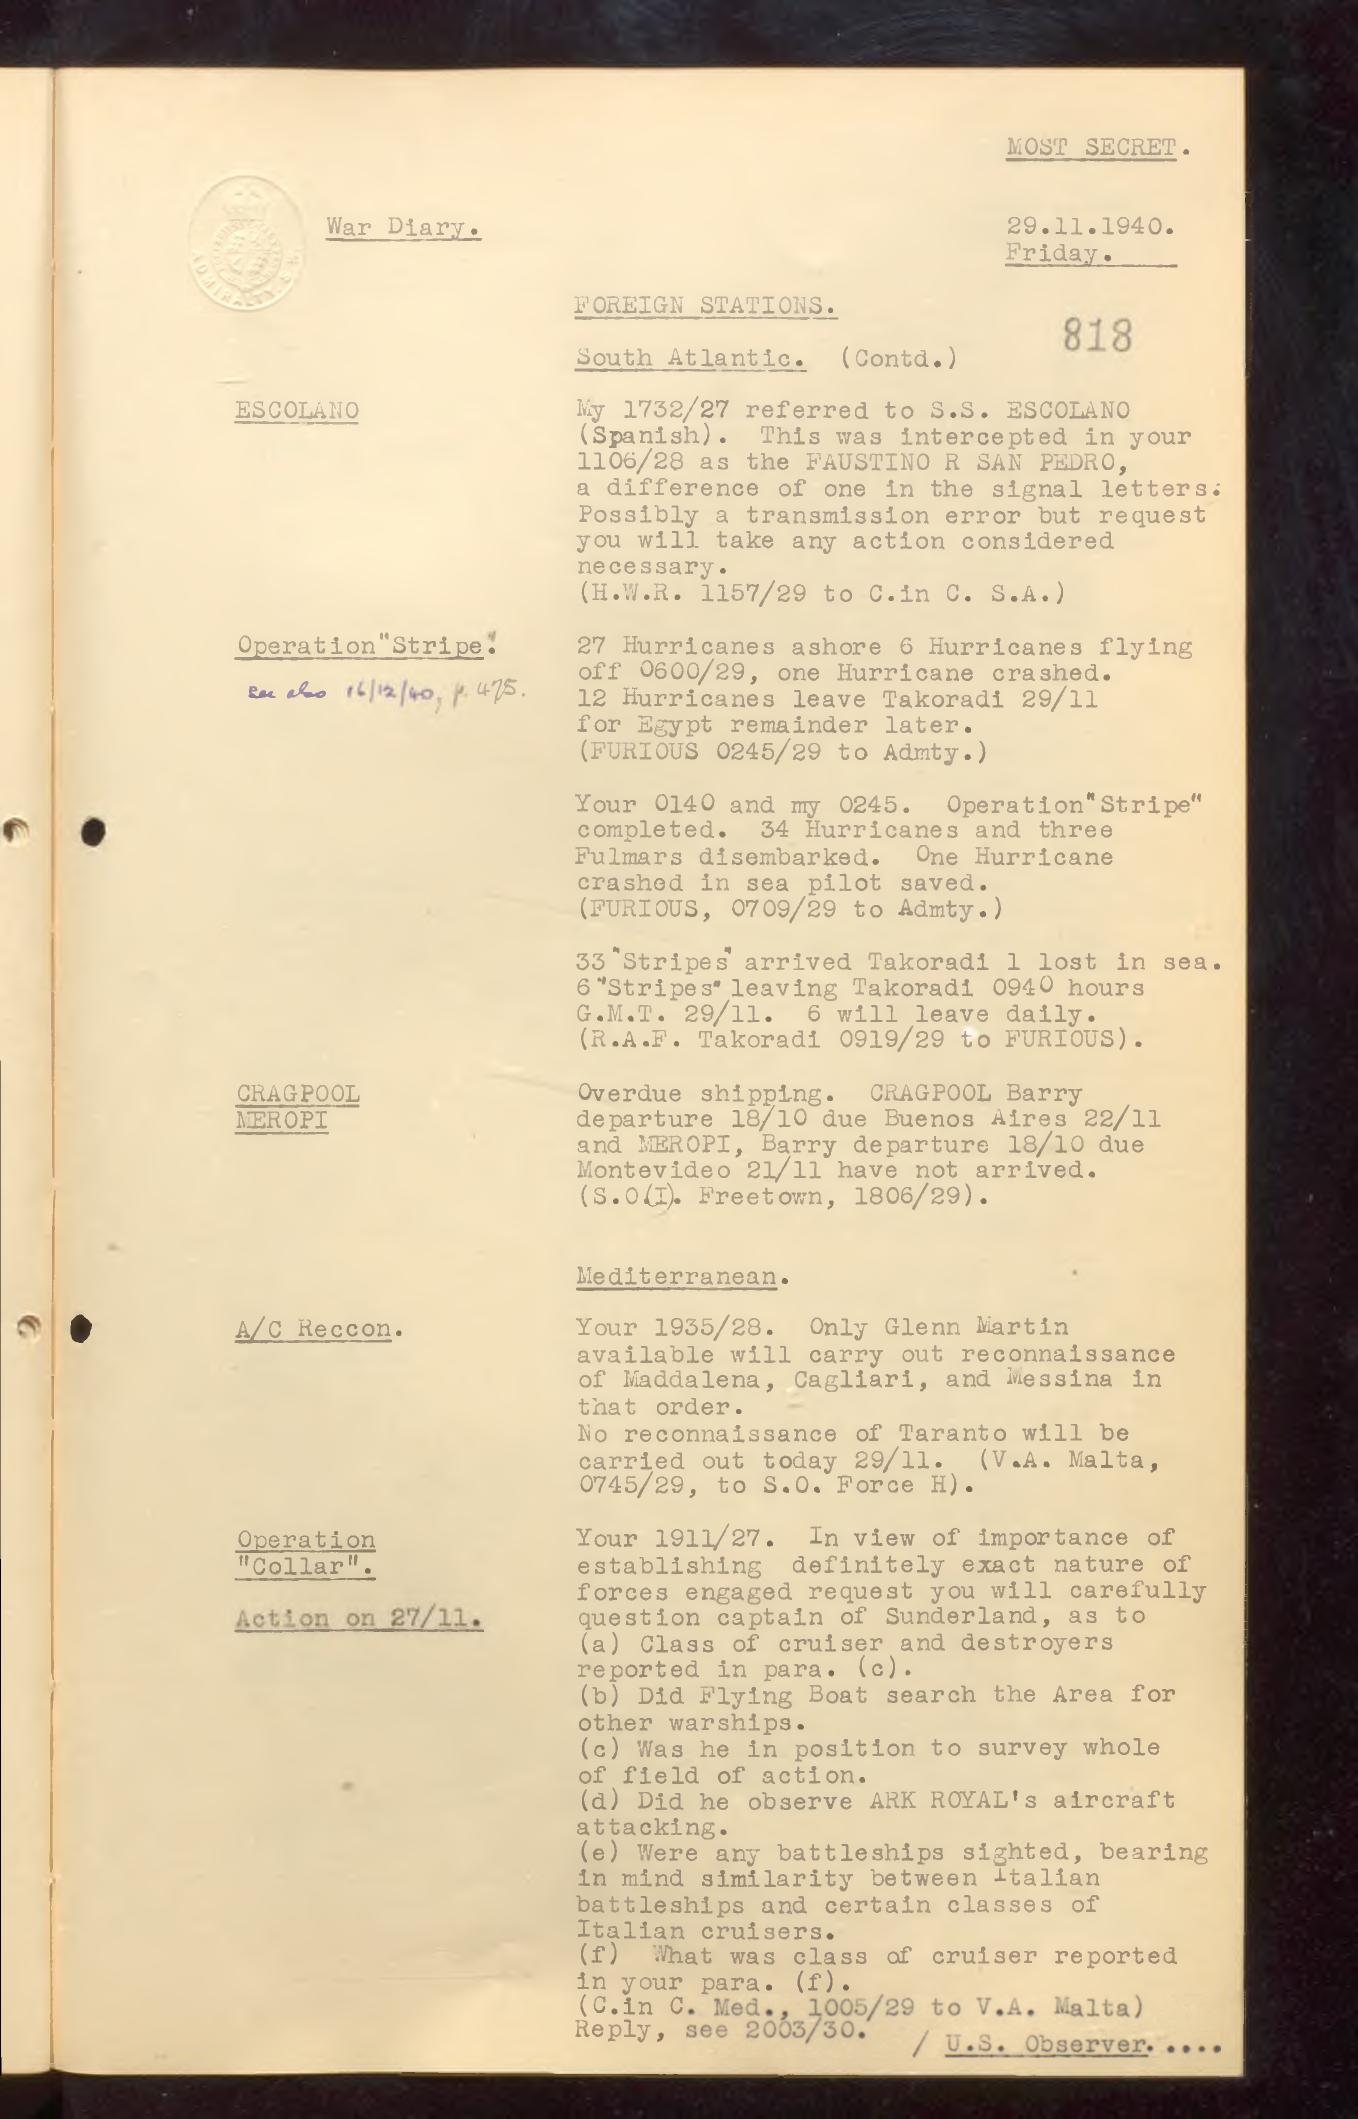 MOST SECRET.
ADMIRALTY. S.W.
War Diary.
29.11.1940.
Friday.
FOREIGN STATIONS.
818
South Atlantic. (Contd.)
ESCOLANO
My 1732/27 referred to S.S. ESCOLANO
(Spanish). This was intercepted in your
1106/28 as the FAUSTINO R SAN PEDRO,
a difference of one in the signal letters.
Possibly a transmission error but request
you will take any action considered
necessary.
(H.W.R. 1157/29 to C.in C. S.A.)
Operation "Stripe".
see also 16/12/40, p. 475.
27 Hurricanes ashore 6 Hurricanes flying
off 0600/29, one Hurricane crashed.
12 Hurricanes leave Takoradi 29/11
for Egypt remainder later.
(FURIOUS 0245/29 to Admty.)
Your 0140 and my 0245. Operation "Stripe"
completed. 34 Hurricanes and three
Fulmars disembarked. One Hurricane
crashed in sea pilot saved.
(FURIOUS, 0709/29 to Admty.)
33 "Stripes" arrived Takoradi 1 lost in sea.
6 "Stripes" leaving Takoradi 0940 hours
G.M.T. 29/11. 6 will leave daily.
(R.A.F. Takoradi 0919/29 to FURIOUS).
CRAGPOOL
MEROPI
Overdue shipping. CRAGPOOL Barry
departure 18/10 due Buenos Aires 22/11
and MEROPI, Barry departure 18/10 due
Montevideo 21/11 have not arrived.
(S.O.(I). Freetown, 1806/29).
Mediterranean.
A/C Reccon.
Your 1935/28. Only Glenn Martin
available will carry out reconnaissance
of Maddalena, Cagliari, and Messina in
that order.
No reconnaissance of Taranto will be
carried out today 29/11. (V.A. Malta,
0745/29, to S.O. Force H).
Operation
"Collar".
Action on 27/11.
Your 1911/27. In view of importance of
establishing definitely exact nature of
forces engaged request you will carefully
question captain of Sunderland, as to
(a) Class of cruiser and destroyers
reported in para. (c).
(b) Did Flying Boat search the Area for
other warships.
(c) Was he in position to survey whole
of field of action.
(d) Did he observe ARK ROYAL's aircraft
attacking.
(e) Were any battleships sighted, bearing
in mind similarity between Italian
battleships and certain classes of
Italian cruisers.
(f) What was class of cruiser reported
in your para. (f).
(C.in C. Med., 1005/29 to V.A. Malta)
Reply, see 2003/30.
/ U.S. Observer.....